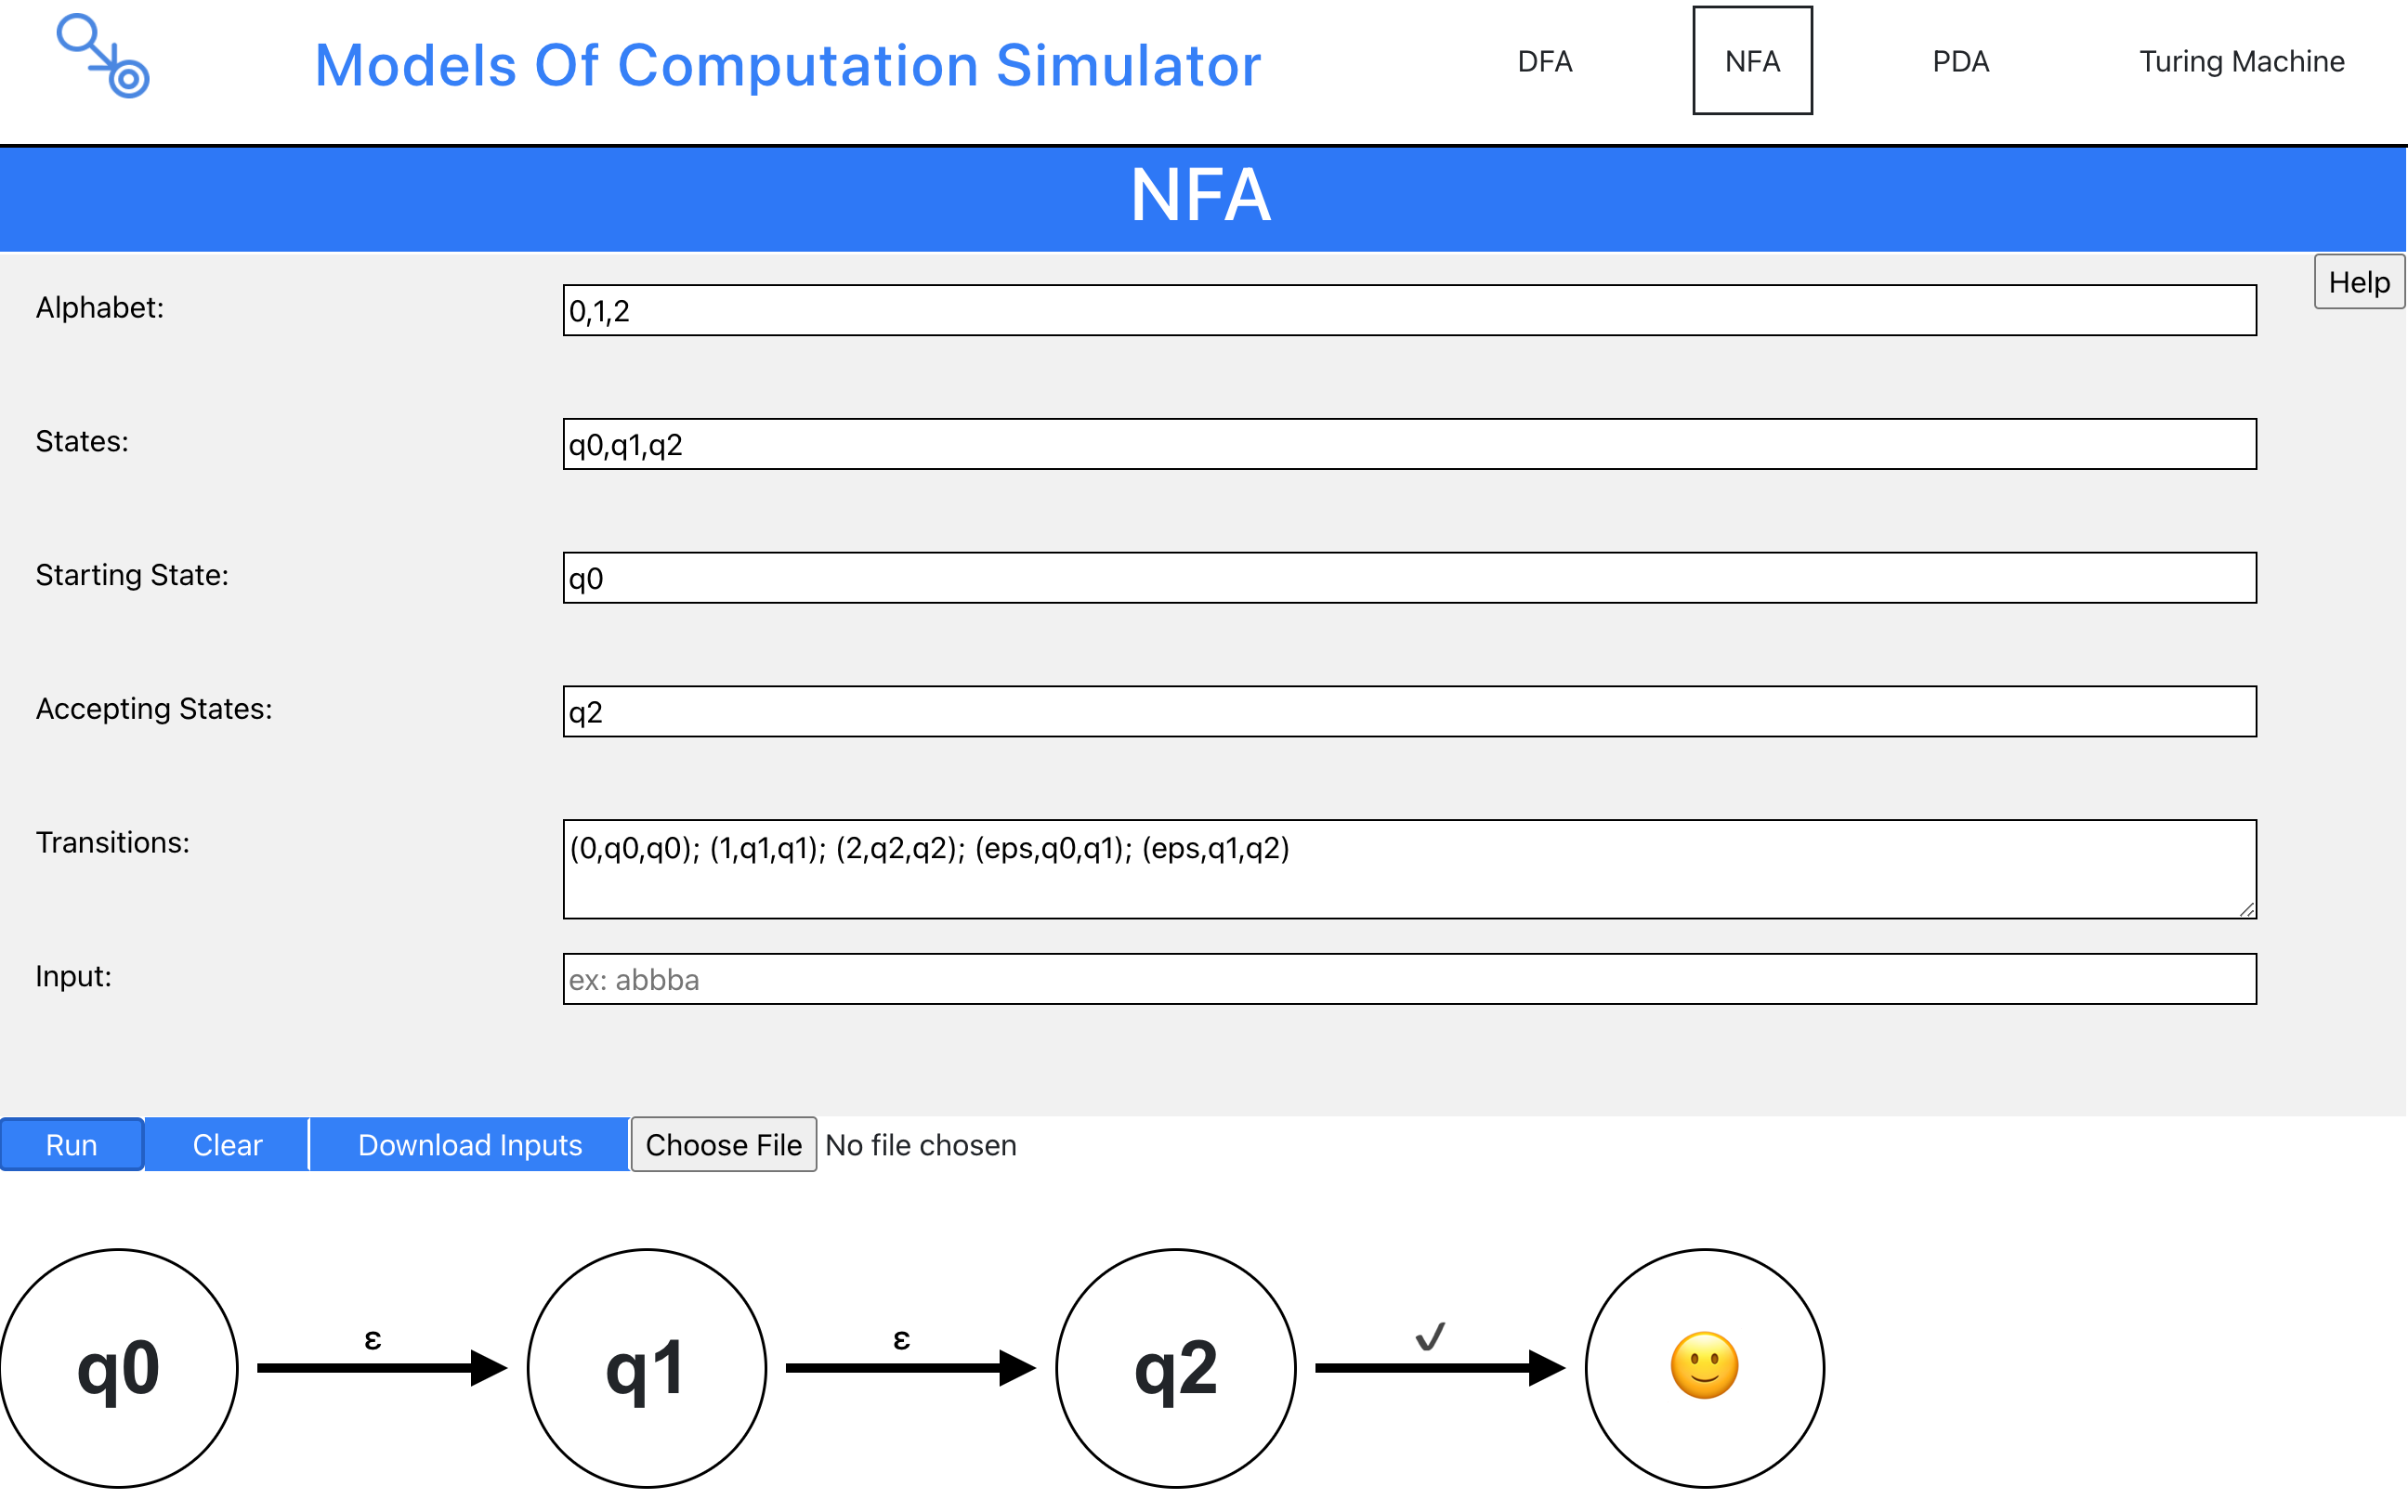 Models Of Computation Simulator
DFA
NFA
PDA
Turing Machine
NFA
Help
Alphabet:
0,1,2
States:
q0,q1,q2
Starting State:
q0
Accepting States:
q2
Transitions:
(0,q0,q0); (1,q1,q1); (2,q2,q2); (eps,q0,q1); (eps,q1,q2)
Input:
ex: abbba
Run
Clear
Download Inputs
Choose File No file chosen
q0
ε
q1
ε
q2
✓